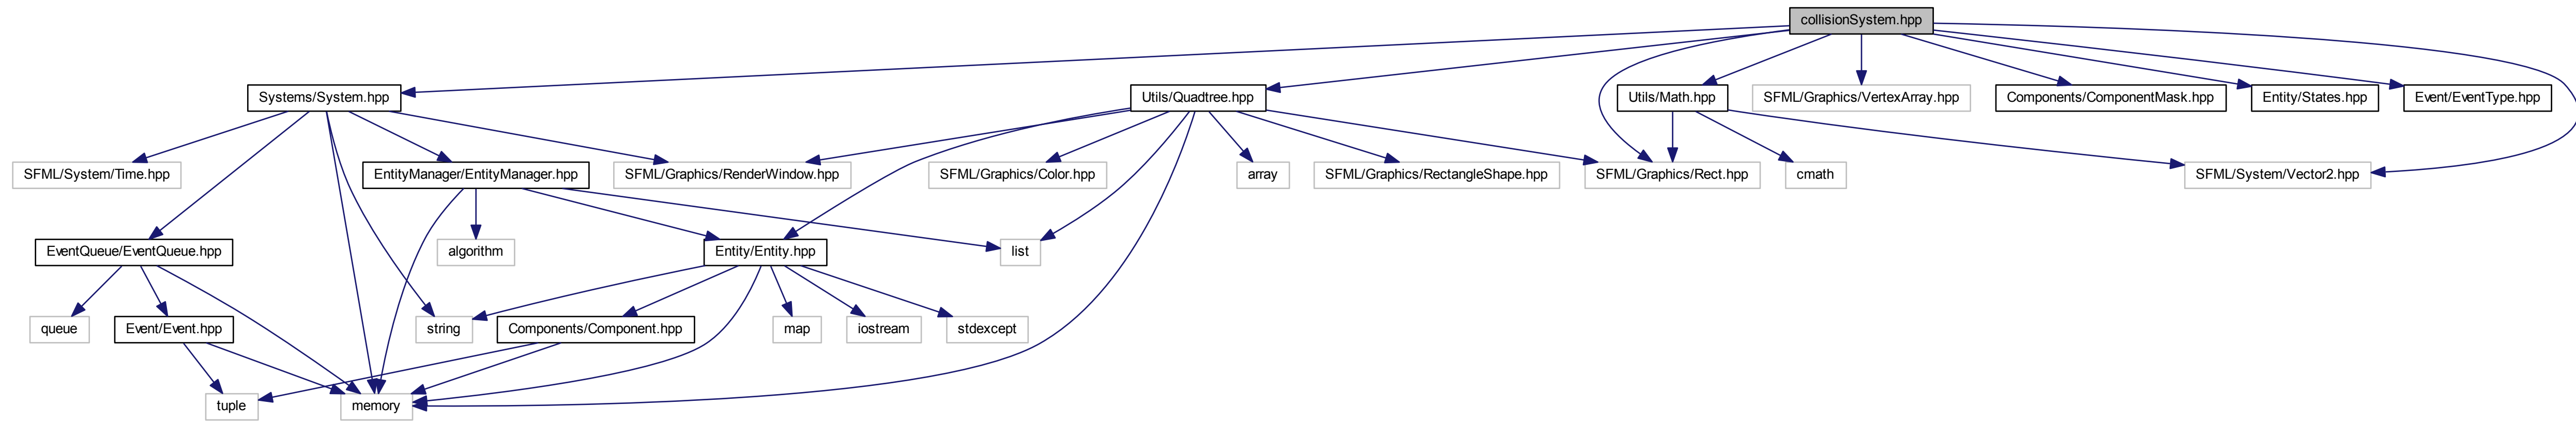 collisionSystem.hpp
Systems/System.hpp
Utils/Quadtree.hpp
Utils/Math.hpp
SFML/Graphics/VertexArray.hpp
Components/ComponentMask.hpp
Entity/States.hpp
Event/EventType.hpp
SFML/System/Time.hpp
EntityManager/EntityManager.hpp
SFML/Graphics/RenderWindow.hpp
SFML/Graphics/Color.hpp
array
SFML/Graphics/RectangleShape.hpp
SFML/Graphics/Rect.hpp
cmath
SFML/System/Vector2.hpp
EventQueue/EventQueue.hpp
algorithm
Entity/Entity.hpp
list
queue
Event/Event.hpp
string
Components/Component.hpp
map
iostream
stdexcept
tuple
memory